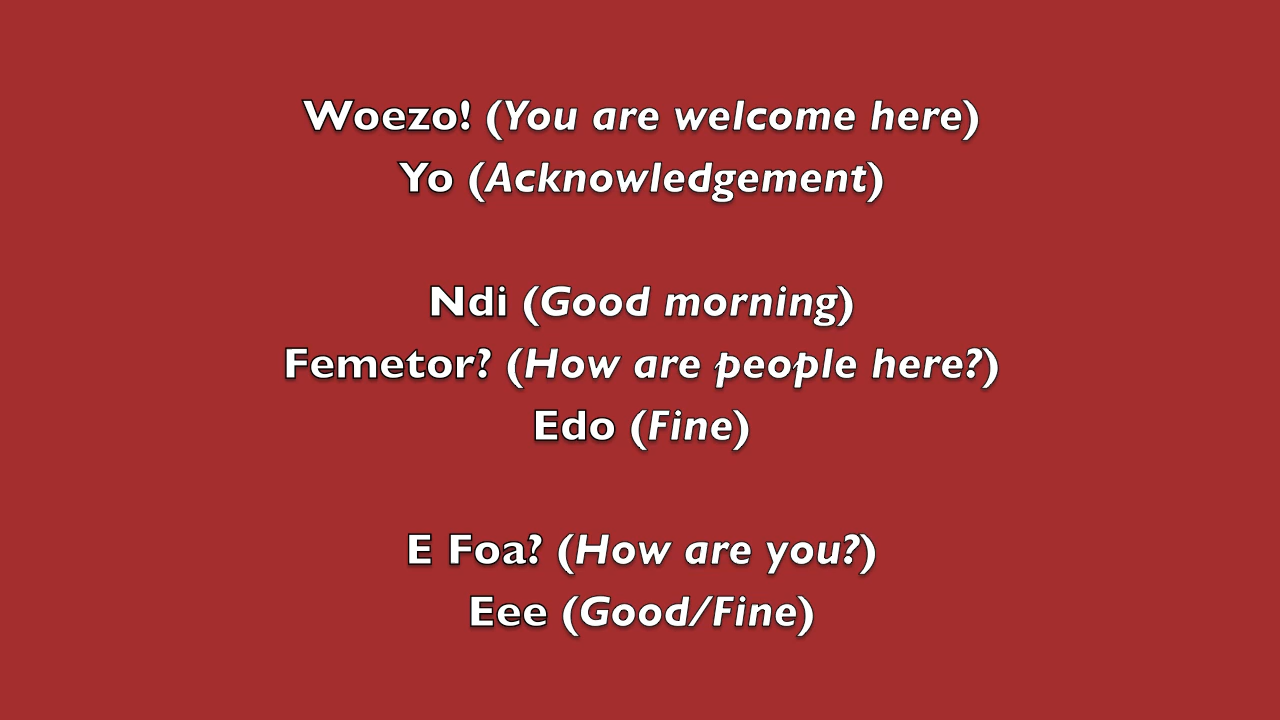 Woezo! (You are welcome here)
Yo (Acknowledgement)
Ndi (Good morning)
Femetor? (How are people here?)
Edo (Fine)
E Foa? (How are you?)
Eee (Good/Fine)